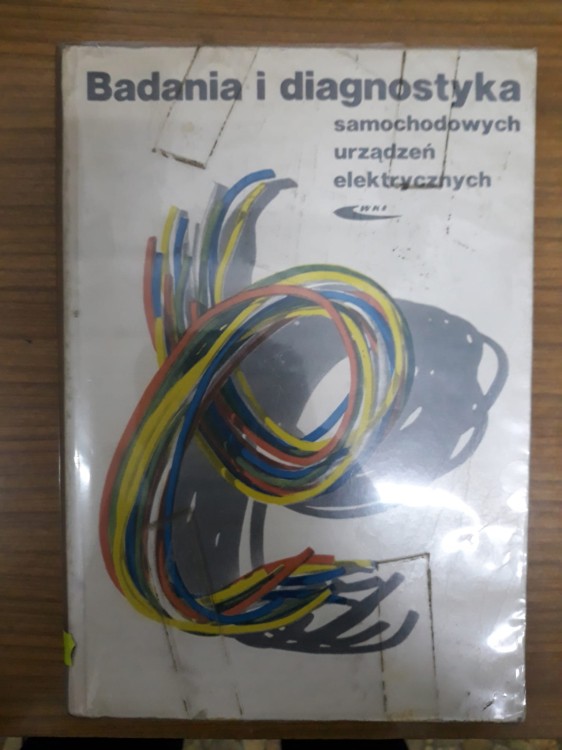 Badania i diagnostyka
samochodowych
urządzeń
elektrycznych
WKŁ